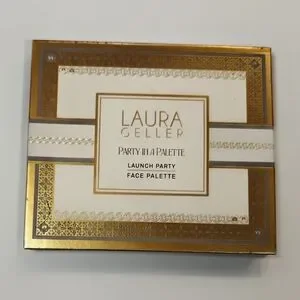 LAURA
GELLER
PARTY IN A PALETTE
LAUNCH PARTY
FACE PALETTE